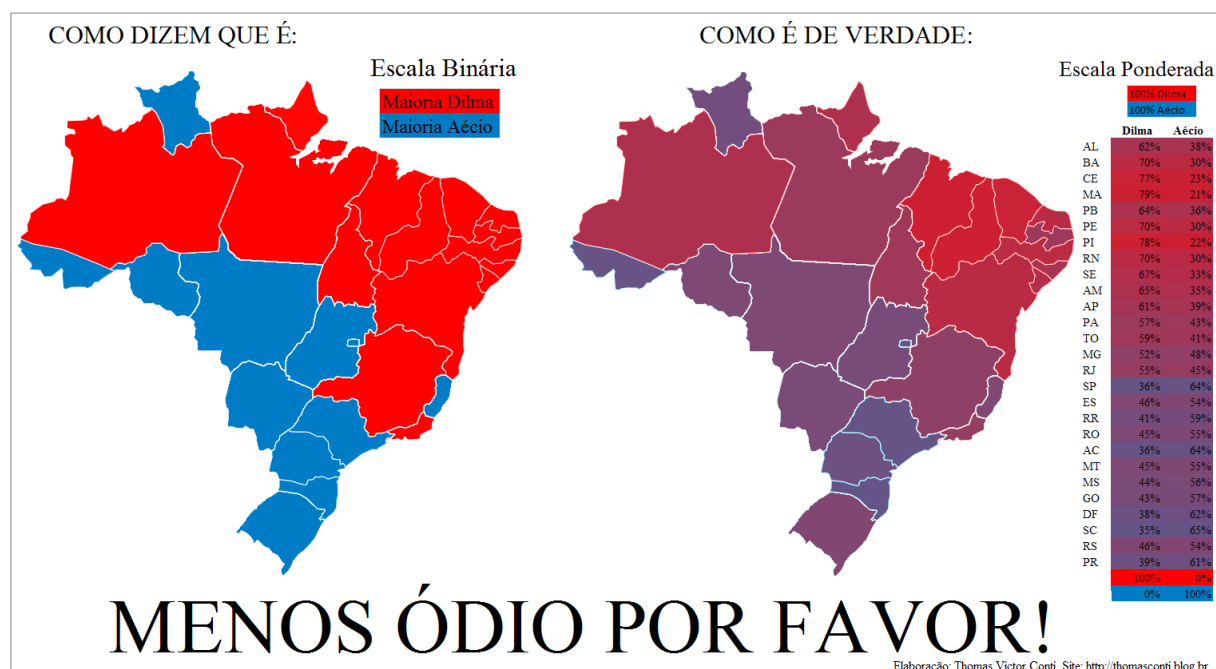 COMO DIZEM QUE É:
Escala Binária
Maioria Dilma
Maioria Aécio
COMO É DE VERDADE:
Escala Ponderada
100% Dilma
100% Aécio
Dilma Aécio
AL 62% 38%
BA 70% 30%
CE 77% 23%
MA 79% 21%
PB 64% 36%
PE 70% 30%
PI 78% 22%
RN 70% 30%
SE 67% 33%
AM 65% 35%
AP 61% 39%
PA 57% 43%
TO 59% 41%
MG 52% 48%
RJ 55% 45%
SP 36% 64%
ES 46% 54%
RR 41% 59%
RO 45% 55%
AC 36% 64%
MT 45% 55%
MS 44% 56%
GO 43% 57%
DF 38% 62%
SC 35% 65%
RS 46% 54%
PR 39% 61%
100% 0%
0% 100%
MENOS ÓDIO POR FAVOR!
Elaboração: Thomas Victor Conti. Site: http://thomasconti.blog.br